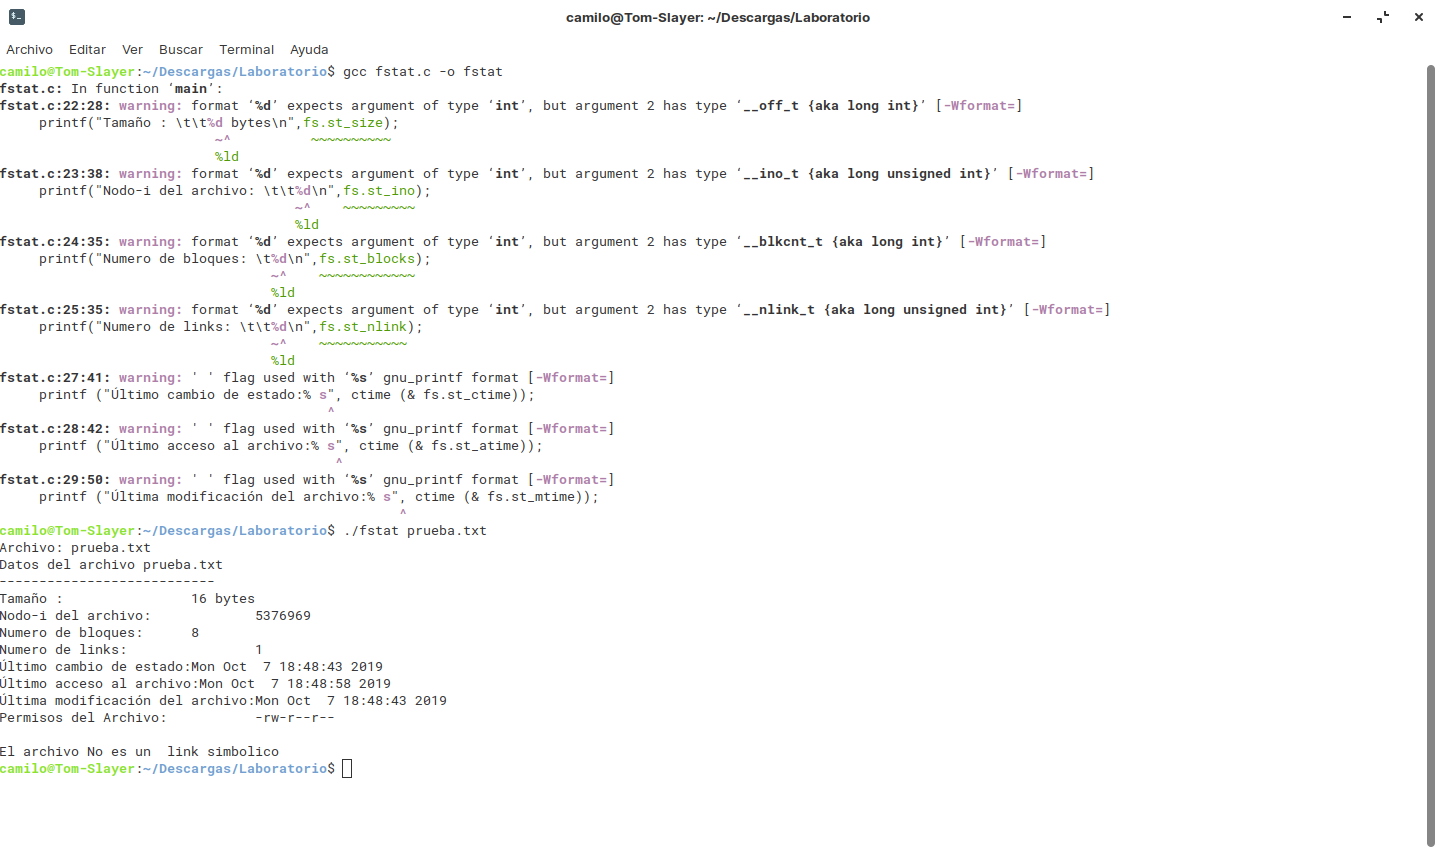 camilo@Tom-Slayer: ~/Descargas/Laboratorio
Archivo Editar Ver Buscar Terminal Ayuda
camilo@Tom-Slayer:~/Descargas/Laboratorio$ gcc fstat.c -o fstat
fstat.c: In function ‘main’:
fstat.c:22:28: warning: format ‘%d’ expects argument of type ‘int’, but argument 2 has type ‘__off_t {aka long int}’ [-Wformat=]
     printf("Tamaño : \t\t%d bytes\n",fs.st_size);
                           ~^          ~~~~~~~~~~
                           %ld
fstat.c:23:38: warning: format ‘%d’ expects argument of type ‘int’, but argument 2 has type ‘__ino_t {aka long unsigned int}’ [-Wformat=]
     printf("Nodo-i del archivo: \t\t%d\n",fs.st_ino);
                                     ~^    ~~~~~~~~~
                                     %ld
fstat.c:24:35: warning: format ‘%d’ expects argument of type ‘int’, but argument 2 has type ‘__blkcnt_t {aka long int}’ [-Wformat=]
     printf("Numero de bloques: \t%d\n",fs.st_blocks);
                                  ~^    ~~~~~~~~~~~~
                                  %ld
fstat.c:25:35: warning: format ‘%d’ expects argument of type ‘int’, but argument 2 has type ‘__nlink_t {aka long unsigned int}’ [-Wformat=]
     printf("Numero de links: \t\t%d\n",fs.st_nlink);
                                  ~^    ~~~~~~~~~~~
                                  %ld
fstat.c:27:41: warning: ' ' flag used with ‘%s’ gnu_printf format [-Wformat=]
     printf ("Último cambio de estado:% s", ctime (& fs.st_ctime));
                                         ^
fstat.c:28:42: warning: ' ' flag used with ‘%s’ gnu_printf format [-Wformat=]
     printf ("Último acceso al archivo:% s", ctime (& fs.st_atime));
                                          ^
fstat.c:29:50: warning: ' ' flag used with ‘%s’ gnu_printf format [-Wformat=]
     printf ("Última modificación del archivo:% s", ctime (& fs.st_mtime));
                                                  ^
camilo@Tom-Slayer:~/Descargas/Laboratorio$ ./fstat prueba.txt
Archivo: prueba.txt
Datos del archivo prueba.txt
---------------------------
Tamaño :                16 bytes
Nodo-i del archivo:             5376969
Numero de bloques:      8
Numero de links:                1
Último cambio de estado:Mon Oct  7 18:48:43 2019
Último acceso al archivo:Mon Oct  7 18:48:58 2019
Última modificación del archivo:Mon Oct  7 18:48:43 2019
Permisos del Archivo:           -rw-r--r--
El archivo No es un  link simbolico
camilo@Tom-Slayer:~/Descargas/Laboratorio$